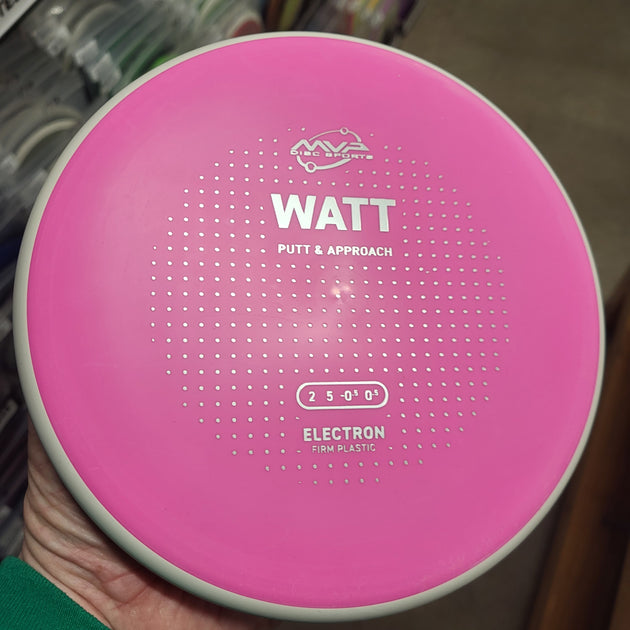 MVP
DISC SPORTS
WATT
PUTT & APPROACH
2 5 -0.5 0.5
ELECTRON
FIRM PLASTIC